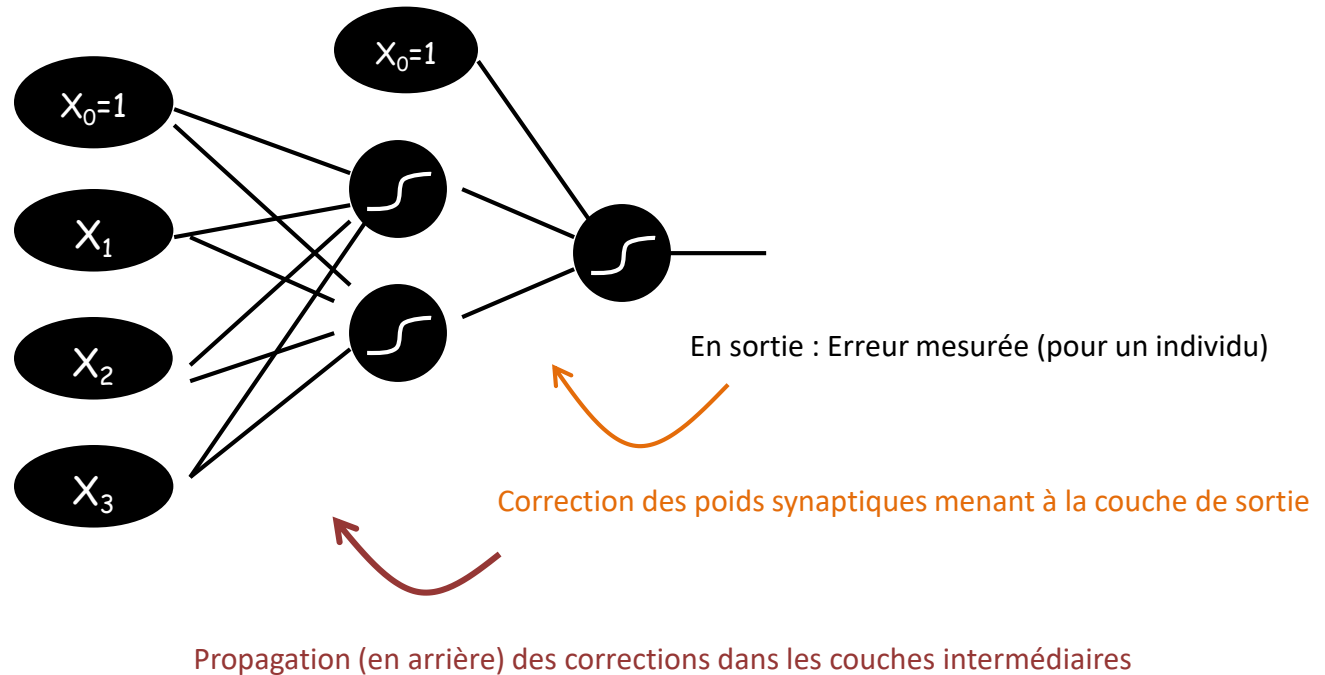 X₀=1
X₀=1
X₁
X₂
X₃
En sortie : Erreur mesurée (pour un individu)
Correction des poids synaptiques menant à la couche de sortie
Propagation (en arrière) des corrections dans les couches intermédiaires